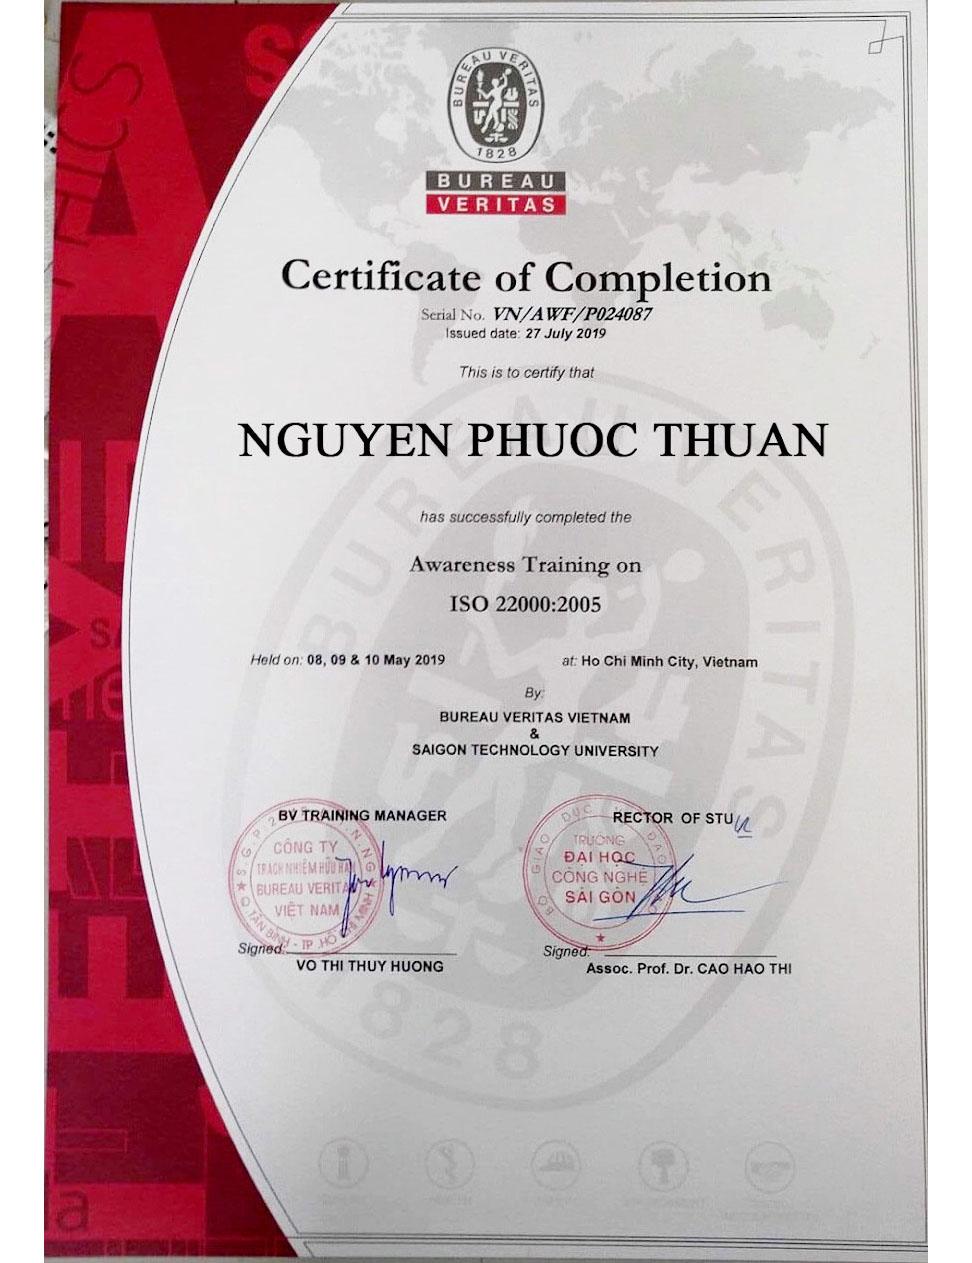 BUREAU VERITAS
1828
BUREAU
VERITAS
Certificate of Completion
Serial No. VN/AWF/P024087
Issued date: 27 July 2019
This is to certify that
NGUYEN PHUOC THUAN
has successfully completed the
Awareness Training on
ISO 22000:2005
Held on: 08, 09 & 10 May 2019 at: Ho Chi Minh City, Vietnam
By:
BUREAU VERITAS VIETNAM
&
SAIGON TECHNOLOGY UNIVERSITY
BV TRAINING MANAGER RECTOR OF STU
CÔNG TY
TRÁCH NHIỆM HỮU HẠN
BUREAU VERITAS
VIỆT NAM
Q TÂN BÌNH - TP. HỒ CHÍ MINH
BỘ GIÁO DỤC VÀ ĐÀO
TRƯỜNG
ĐẠI HỌC
CÔNG NGHỆ
SÀI GÒN
Signed: Signed:
VO THI THUY HUONG Assoc. Prof. Dr. CAO HAO THI
BUREAU VERITAS
1828